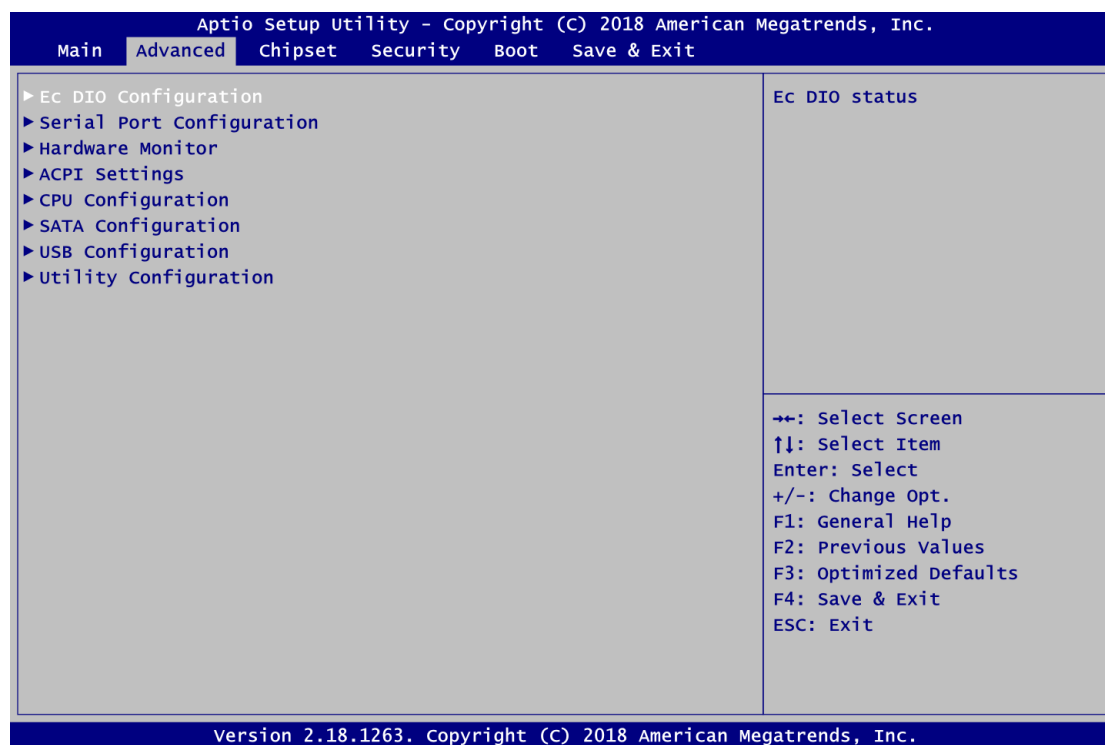 Aptio Setup Utility - Copyright (C) 2018 American Megatrends, Inc.
Main Advanced Chipset Security Boot Save & Exit
►Ec DIO Configuration
►Serial Port Configuration
►Hardware Monitor
►ACPI Settings
►CPU Configuration
►SATA Configuration
►USB Configuration
►Utility Configuration
Ec DIO status
→←: Select Screen
↑↓: Select Item
Enter: Select
+/-: Change Opt.
F1: General Help
F2: Previous Values
F3: Optimized Defaults
F4: Save & Exit
ESC: Exit
Version 2.18.1263. Copyright (C) 2018 American Megatrends, Inc.